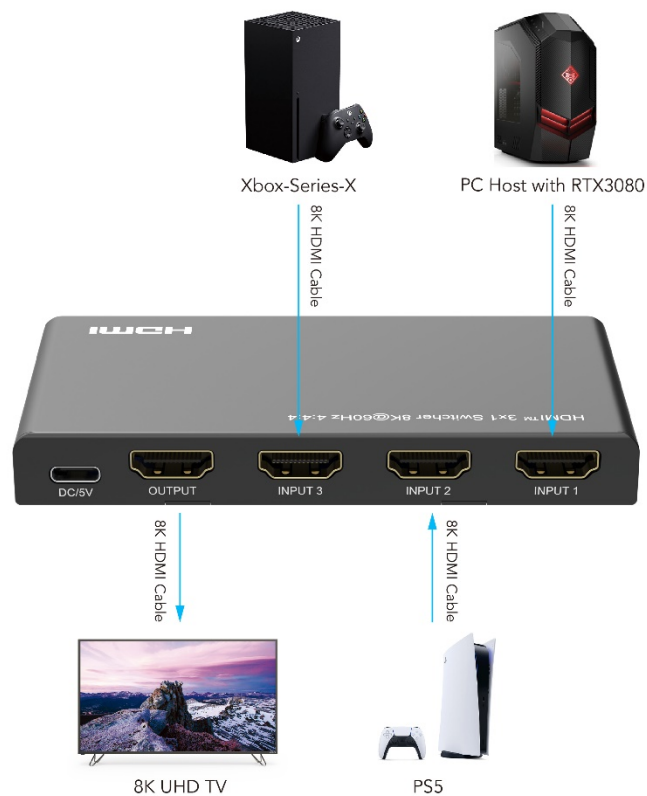 Xbox-Series-X
PC Host with RTX3080
8K HDMI Cable
8K HDMI Cable
HDMI
HDMI™ 3x1 Switcher 8K@60Hz 4:4:4
DC/5V
OUTPUT
INPUT 3
INPUT 2
INPUT 1
8K HDMI Cable
8K HDMI Cable
8K UHD TV
PS5